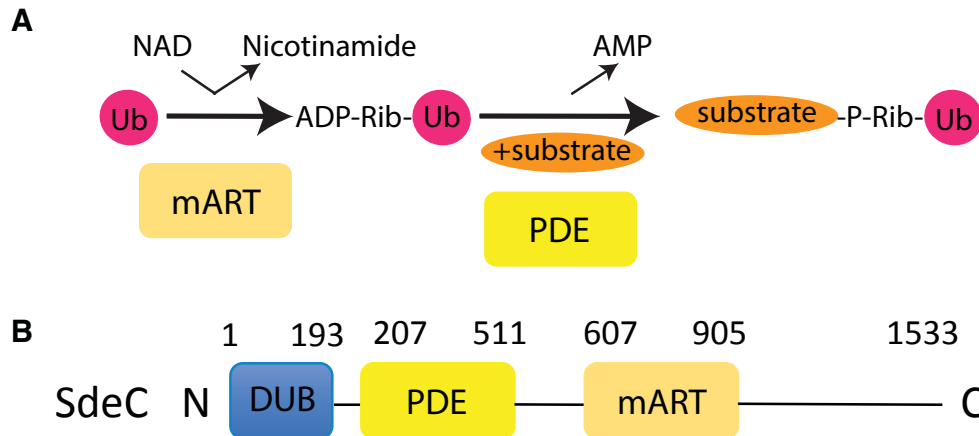 A
NAD Nicotinamide AMP
Ub ADP-Rib- Ub substrate -P-Rib- Ub
+substrate
mART PDE
B
1 193 207 511 607 905 1533
SdeC N DUB PDE mART C